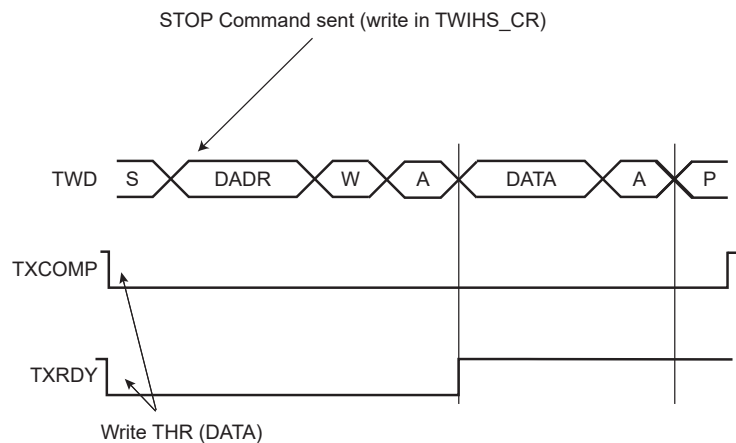 STOP Command sent (write in TWIHS_CR)
TWD S DADR W A DATA A P
TXCOMP
TXRDY
Write THR (DATA)